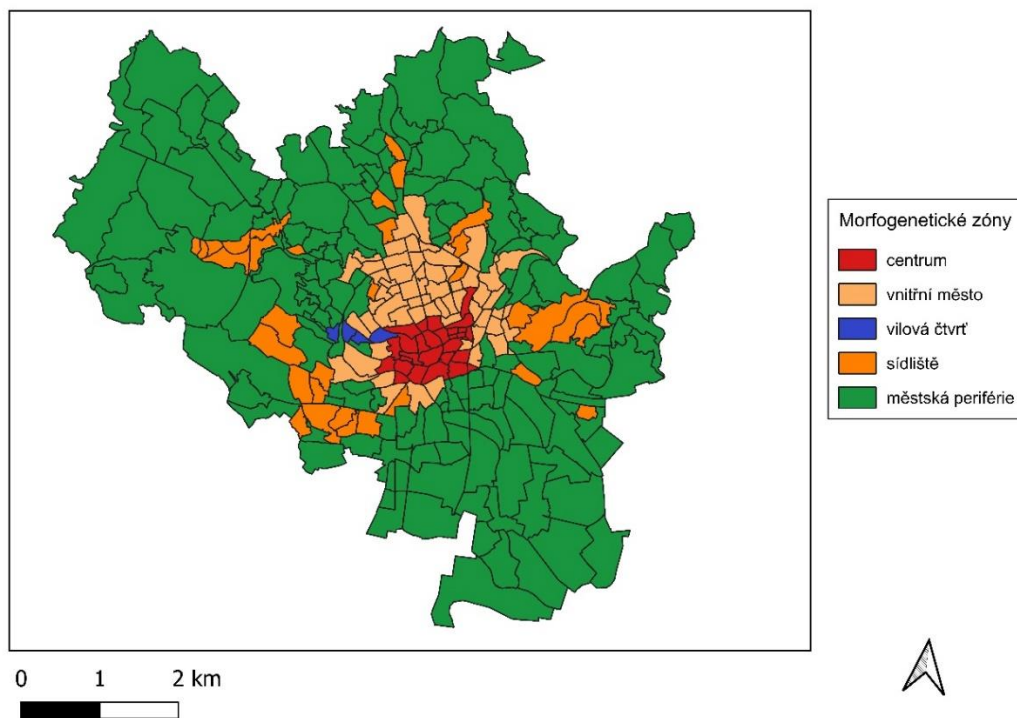 Morfogenetické zóny
centrum
vnitřní město
vilová čtvrť
sídliště
městská periférie
0 1 2 km